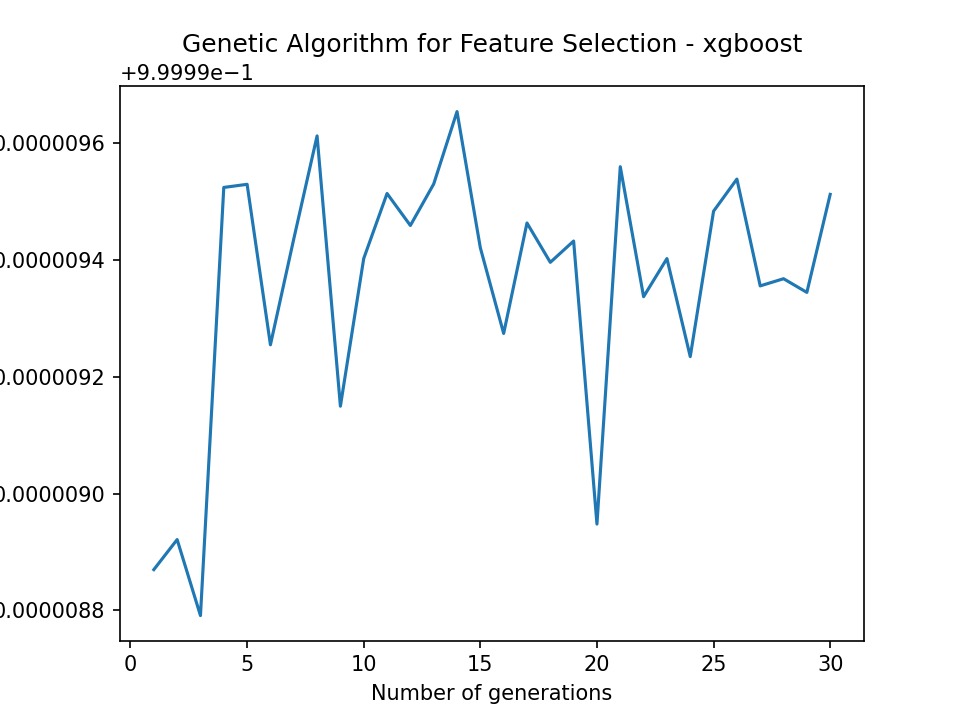 Genetic Algorithm for Feature Selection - xgboost
+9.9999e−1
0.0000096
0.0000094
0.0000092
0.0000090
0.0000088
0 5 10 15 20 25 30
Number of generations